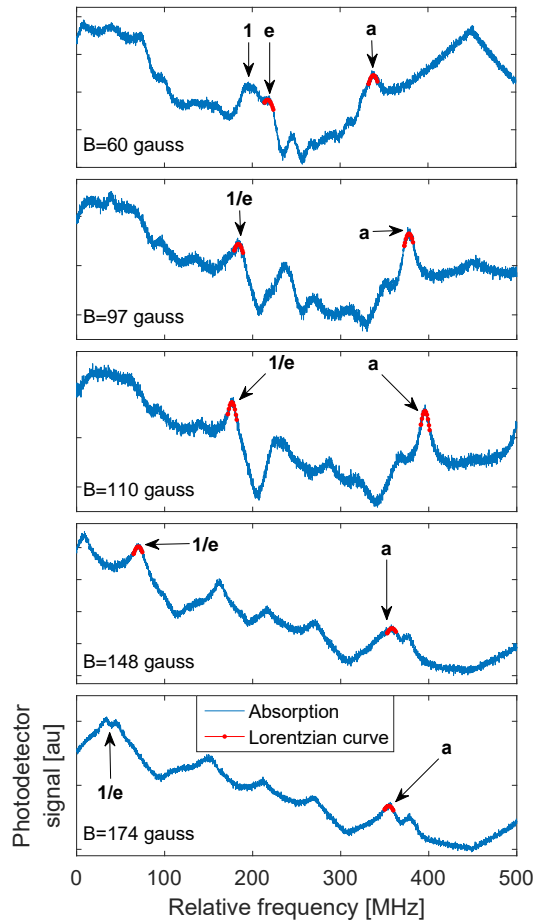 1 e a
B=60 gauss
1/e a
B=97 gauss
1/e a
B=110 gauss
1/e a
B=148 gauss
Absorption
Lorentzian curve
1/e a
B=174 gauss
Photodetector
signal [au]
0 100 200 300 400 500
Relative frequency [MHz]